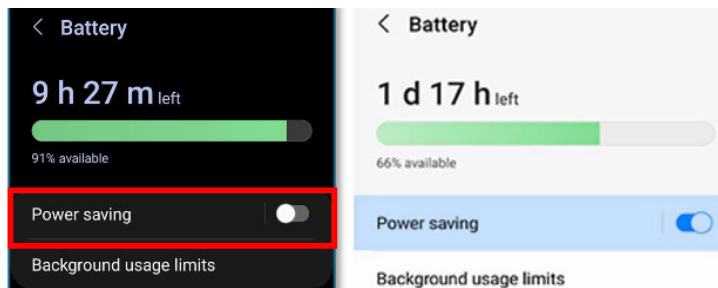 Battery
9 h 27 m left
91% available
Power saving
Background usage limits
Battery
1 d 17 h left
66% available
Power saving
Background usage limits